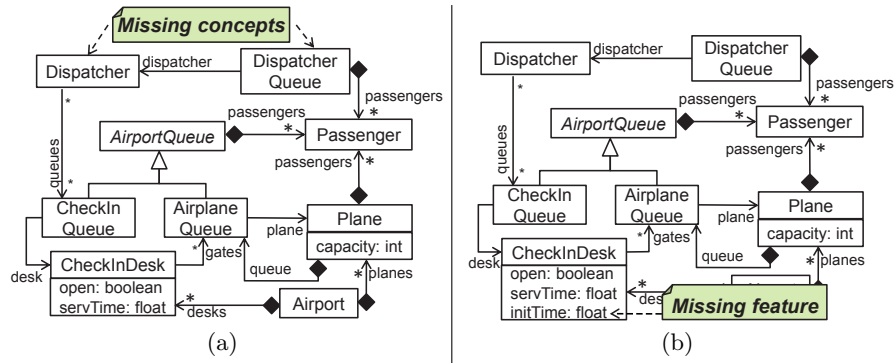 Missing concepts
Dispatcher
dispatcher
Dispatcher
Queue
passengers
*
*
queues
*
AirportQueue
passengers
*
Passenger
passengers
*
CheckIn
Queue
Airplane
Queue
plane
Plane
capacity: int
desk
CheckInDesk
open: boolean
servTime: float
*
gates
queue
*
planes
*
desks
Airport
(a)
Dispatcher
dispatcher
Dispatcher
Queue
passengers
*
*
queues
*
AirportQueue
passengers
*
Passenger
passengers
*
CheckIn
Queue
Airplane
Queue
plane
Plane
capacity: int
desk
CheckInDesk
open: boolean
servTime: float
initTime: float
*
gates
queue
*
planes
*
des
Missing feature
(b)